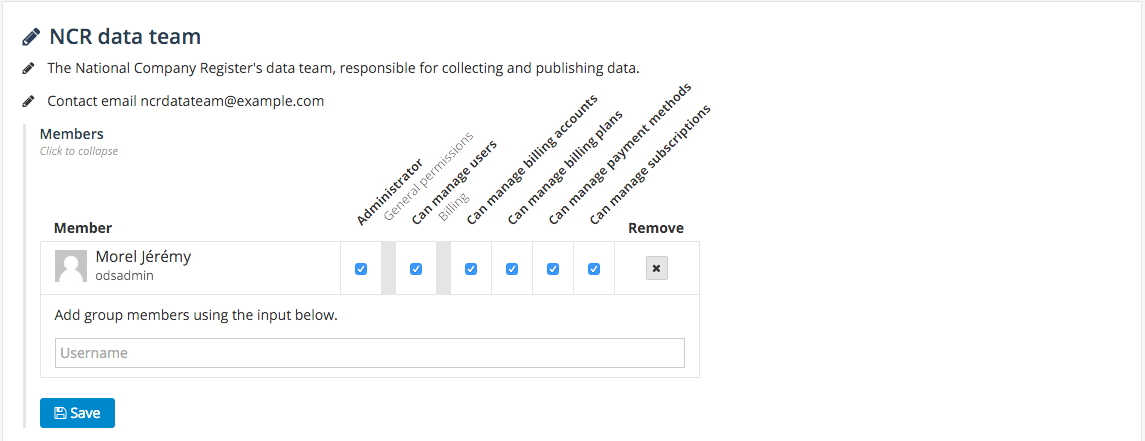 NCR data team
The National Company Register's data team, responsible for collecting and publishing data.
Contact email ncrdatateam@example.com
Members
Click to collapse
Administrator
General permissions
Can manage users
Billing
Can manage billing accounts
Can manage billing plans
Can manage payment methods
Can manage subscriptions
Member
Remove
Morel Jérémy
odsadmin
Add group members using the input below.
Username
Save